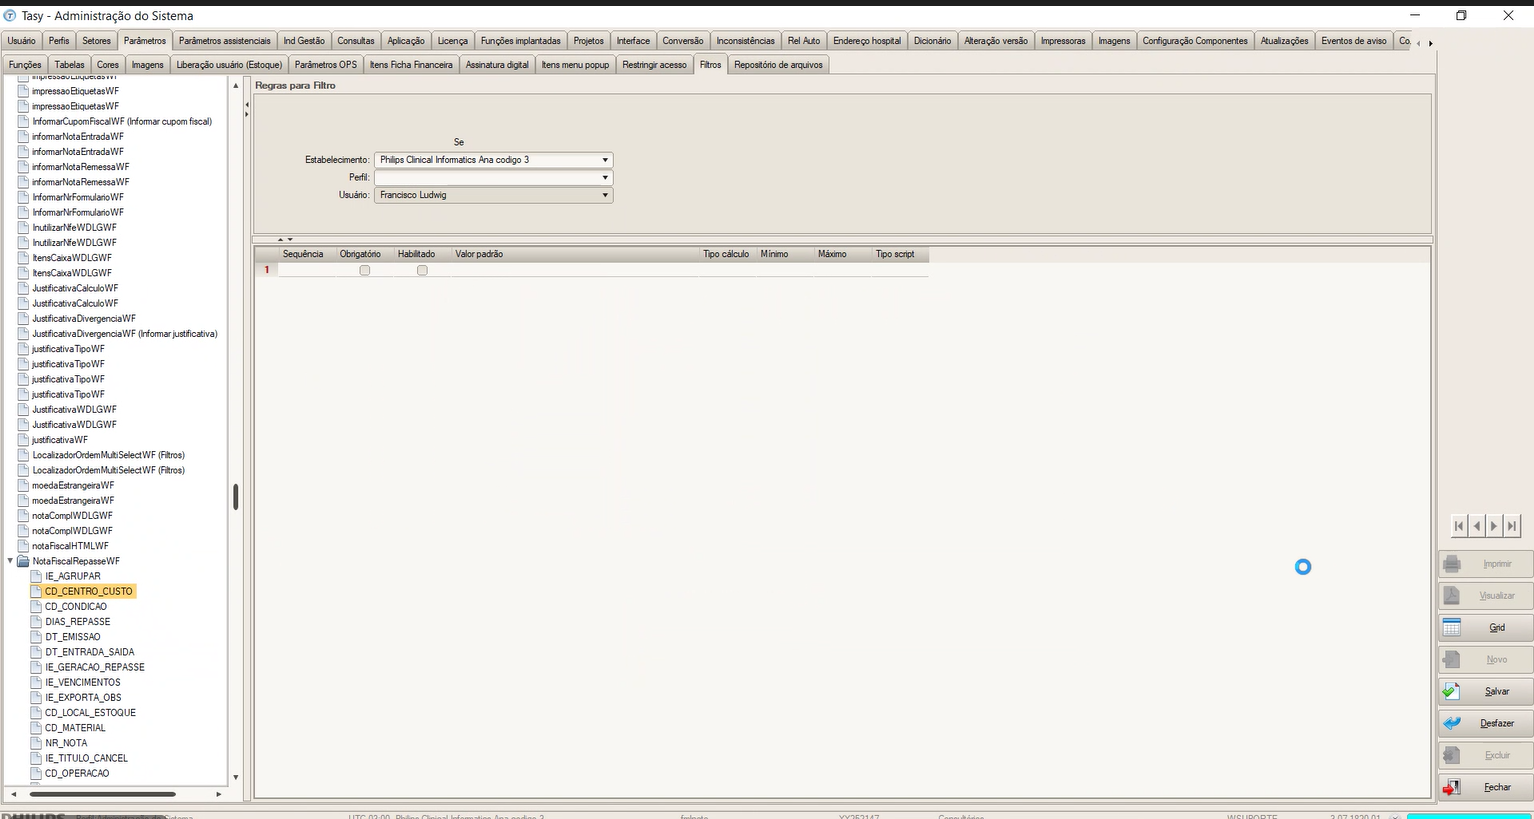 Tasy - Administração do Sistema
Usuário Perfis Setores Parâmetros Parâmetros assistenciais Ind Gestão Consultas Aplicação Licença Funções implantadas Projetos Interface Conversão Inconsistências Rel Auto Endereço hospital Dicionário Alteração versão Impressoras Imagens Configuração Componentes Atualizações Eventos de aviso Co.
Funções Tabelas Cores Imagens Liberação usuário (Estoque) Parâmetros OPS Itens Ficha Financeira Assinatura digital Itens menu popup Restringir acesso Filtros Repositório de arquivos
impressaoEtiquetasWF
impressaoEtiquetasWF
impressaoEtiquetasWF
InformarCupomFiscalWF (Informar cupom fiscal)
informarNotaEntradaWF
informarNotaEntradaWF
informarNotaRemessaWF
informarNotaRemessaWF
InformarNrFormularioWF
InformarNrFormularioWF
InutilizarNfeWDLGWF
InutilizarNfeWDLGWF
ItensCaixaWDLGWF
ItensCaixaWDLGWF
JustificativaCalculoWF
JustificativaCalculoWF
JustificativaDivergenciaWF
JustificativaDivergenciaWF (Informar justificativa)
justificativaTipoWF
justificativaTipoWF
justificativaTipoWF
justificativaTipoWF
JustificativaWDLGWF
JustificativaWDLGWF
justificativaWF
LocalizadorOrdemMultiSelectWF (Filtros)
LocalizadorOrdemMultiSelectWF (Filtros)
moedaEstrangeiraWF
moedaEstrangeiraWF
notaComplWDLGWF
notaComplWDLGWF
notaFiscalHTMLWF
NotaFiscalRepasseWF
IE_AGRUPAR
CD_CENTRO_CUSTO
CD_CONDICAO
DIAS_REPASSE
DT_EMISSAO
DT_ENTRADA_SAIDA
IE_GERACAO_REPASSE
IE_VENCIMENTOS
IE_EXPORTA_OBS
CD_LOCAL_ESTOQUE
CD_MATERIAL
NR_NOTA
IE_TITULO_CANCEL
CD_OPERACAO
Regras para Filtro
Se
Estabelecimento: Philips Clinical Informatics Ana codigo 3
Perfil:
Usuário: Francisco Ludwig
Sequência Obrigatório Habilitado Valor padrão Tipo cálculo Mínimo Máximo Tipo script
1
Imprimir
Visualizar
Grid
Novo
Salvar
Desfazer
Excluir
Fechar